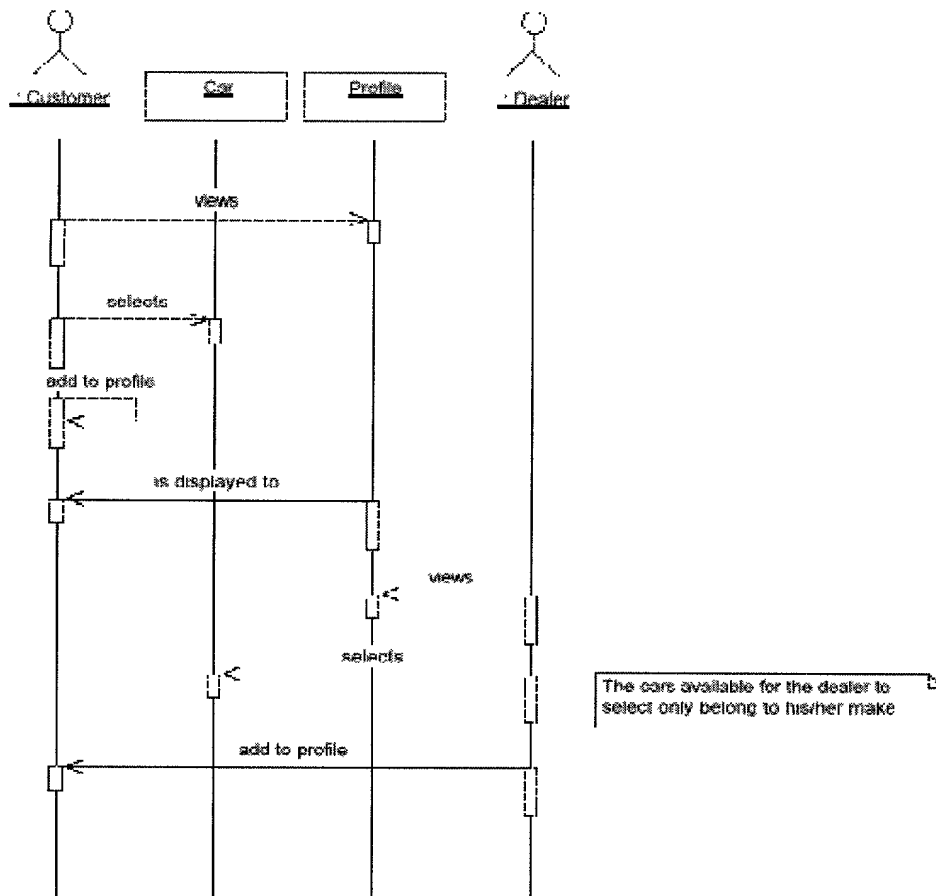 : Customer
Car
Profile
: Dealer
views
selects
add to profile
is displayed to
views
selects
The cars available for the dealer to
select only belong to his/her make
add to profile